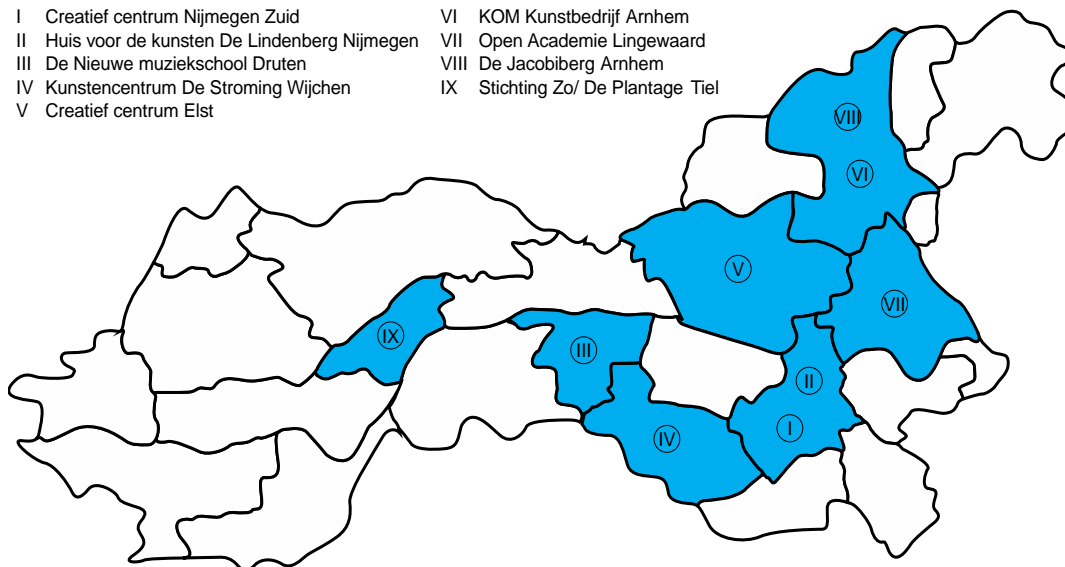 I Creatief centrum Nijmegen Zuid
II Huis voor de kunsten De Lindenberg Nijmegen
III De Nieuwe muziekschool Druten
IV Kunstencentrum De Stroming Wijchen
V Creatief centrum Elst
VI KOM Kunstbedrijf Arnhem
VII Open Academie Lingewaard
VIII De Jacobiberg Arnhem
IX Stichting Zo/ De Plantage Tiel
VIII
VI
V
VII
IX
III
II
I
IV